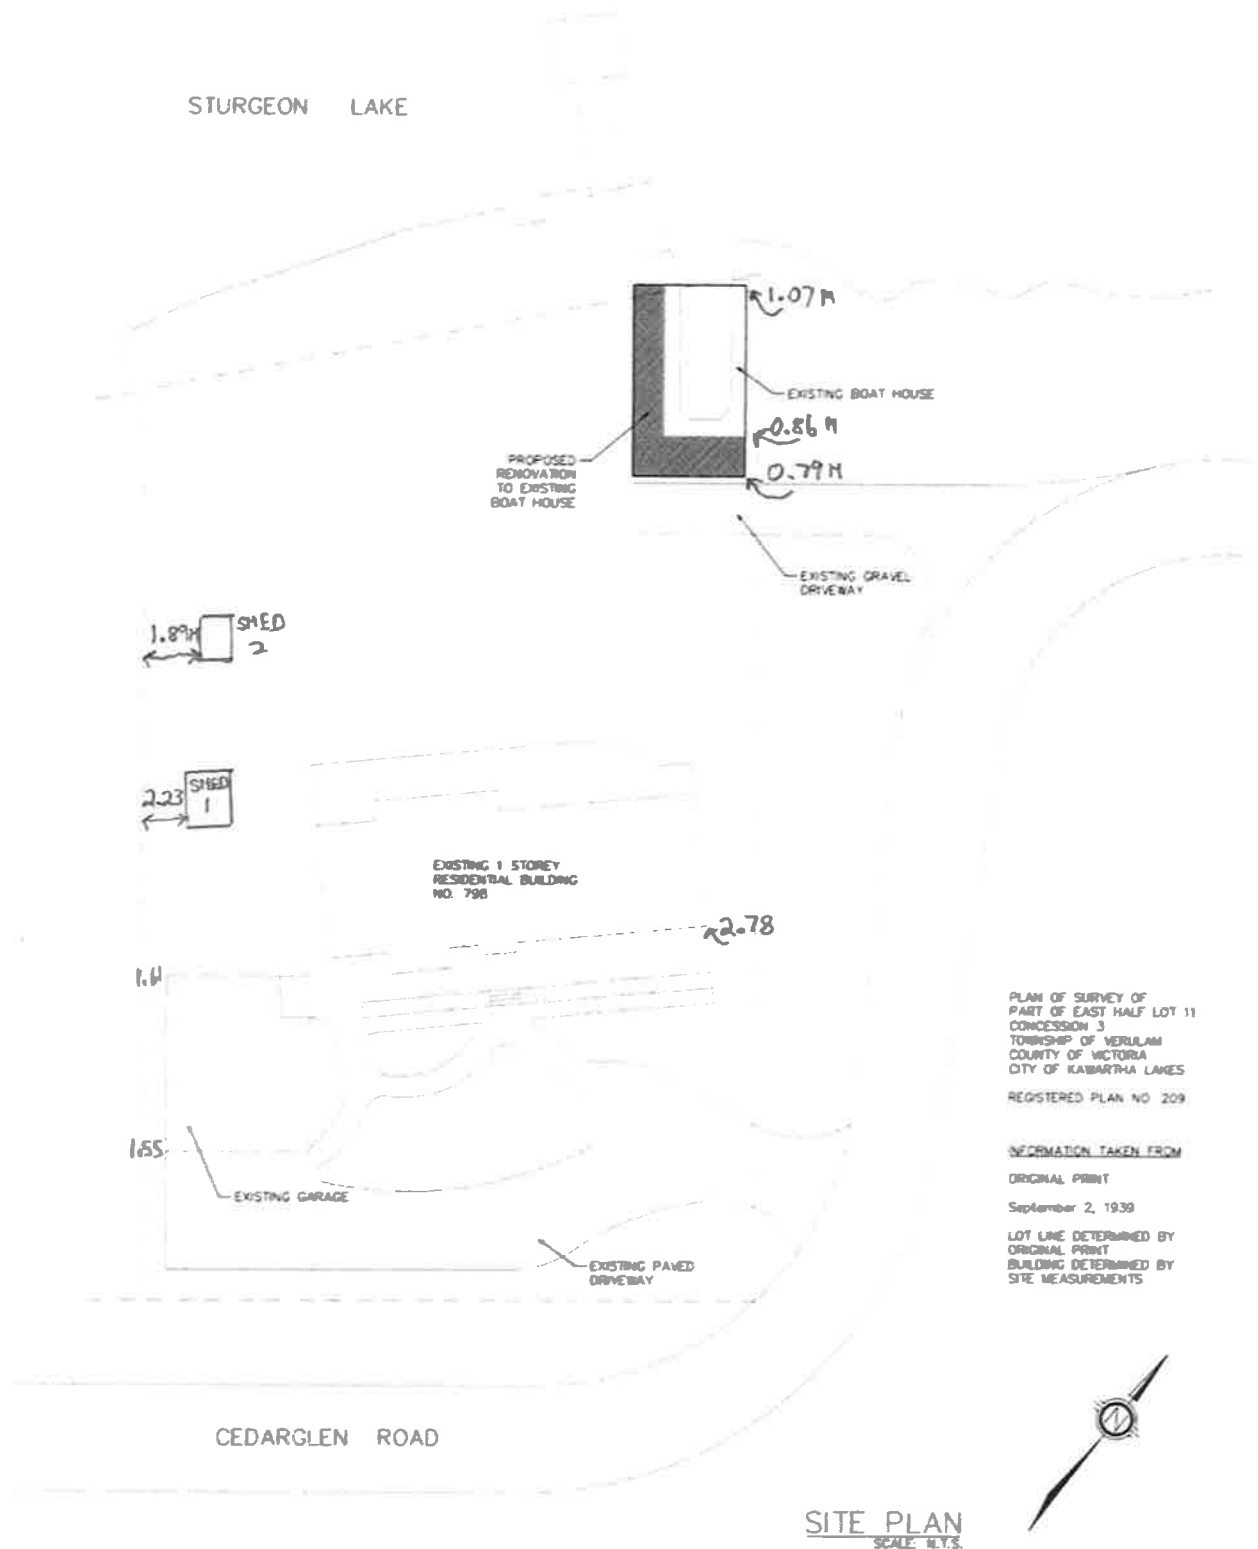 STURGEON LAKE
1.07 M
EXISTING BOAT HOUSE
0.86 M
PROPOSED
RENOVATION
TO EXISTING
BOAT HOUSE
0.79 M
EXISTING GRAVEL
DRIVEWAY
1.89M
SHED
2
2.23
SHED
1
EXISTING 1 STOREY
RESIDENTIAL BUILDING
NO. 798
2.78
1.61
1.55
EXISTING GARAGE
EXISTING PAVED
DRIVEWAY
PLAN OF SURVEY OF
PART OF EAST HALF LOT 11
CONCESSION 3
TOWNSHIP OF VERULAM
COUNTY OF VICTORIA
CITY OF KAWARTHA LAKES
REGISTERED PLAN NO 209
INFORMATION TAKEN FROM
ORIGINAL PRINT
September 2, 1939
LOT LINE DETERMINED BY
ORIGINAL PRINT
BUILDING DETERMINED BY
SITE MEASUREMENTS
N
CEDARGLEN ROAD
SITE PLAN
SCALE: N.T.S.